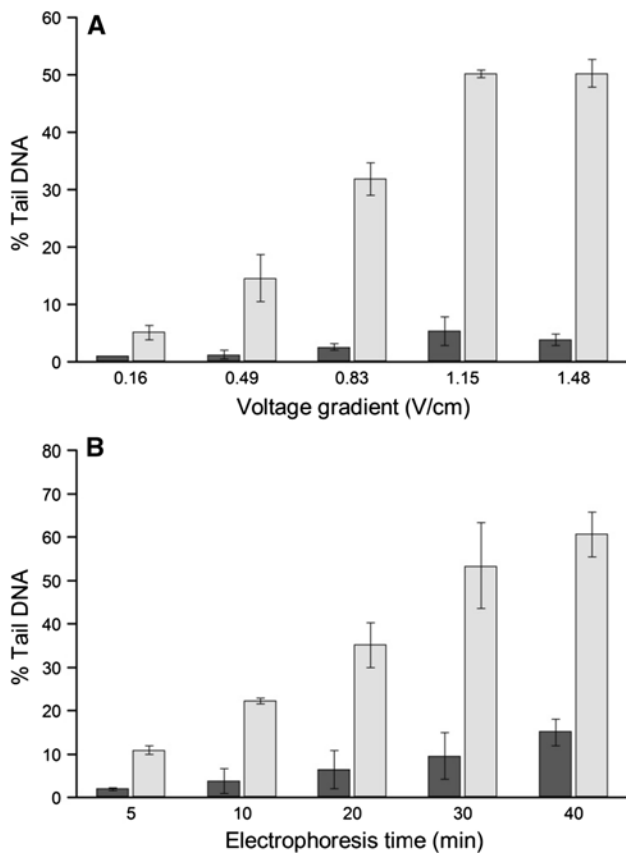 A
60
50
40
30
20
10
0
% Tail DNA
0.16 0.49 0.83 1.15 1.48
Voltage gradient (V/cm)
B
80
70
60
50
40
30
20
10
0
% Tail DNA
5 10 20 30 40
Electrophoresis time (min)